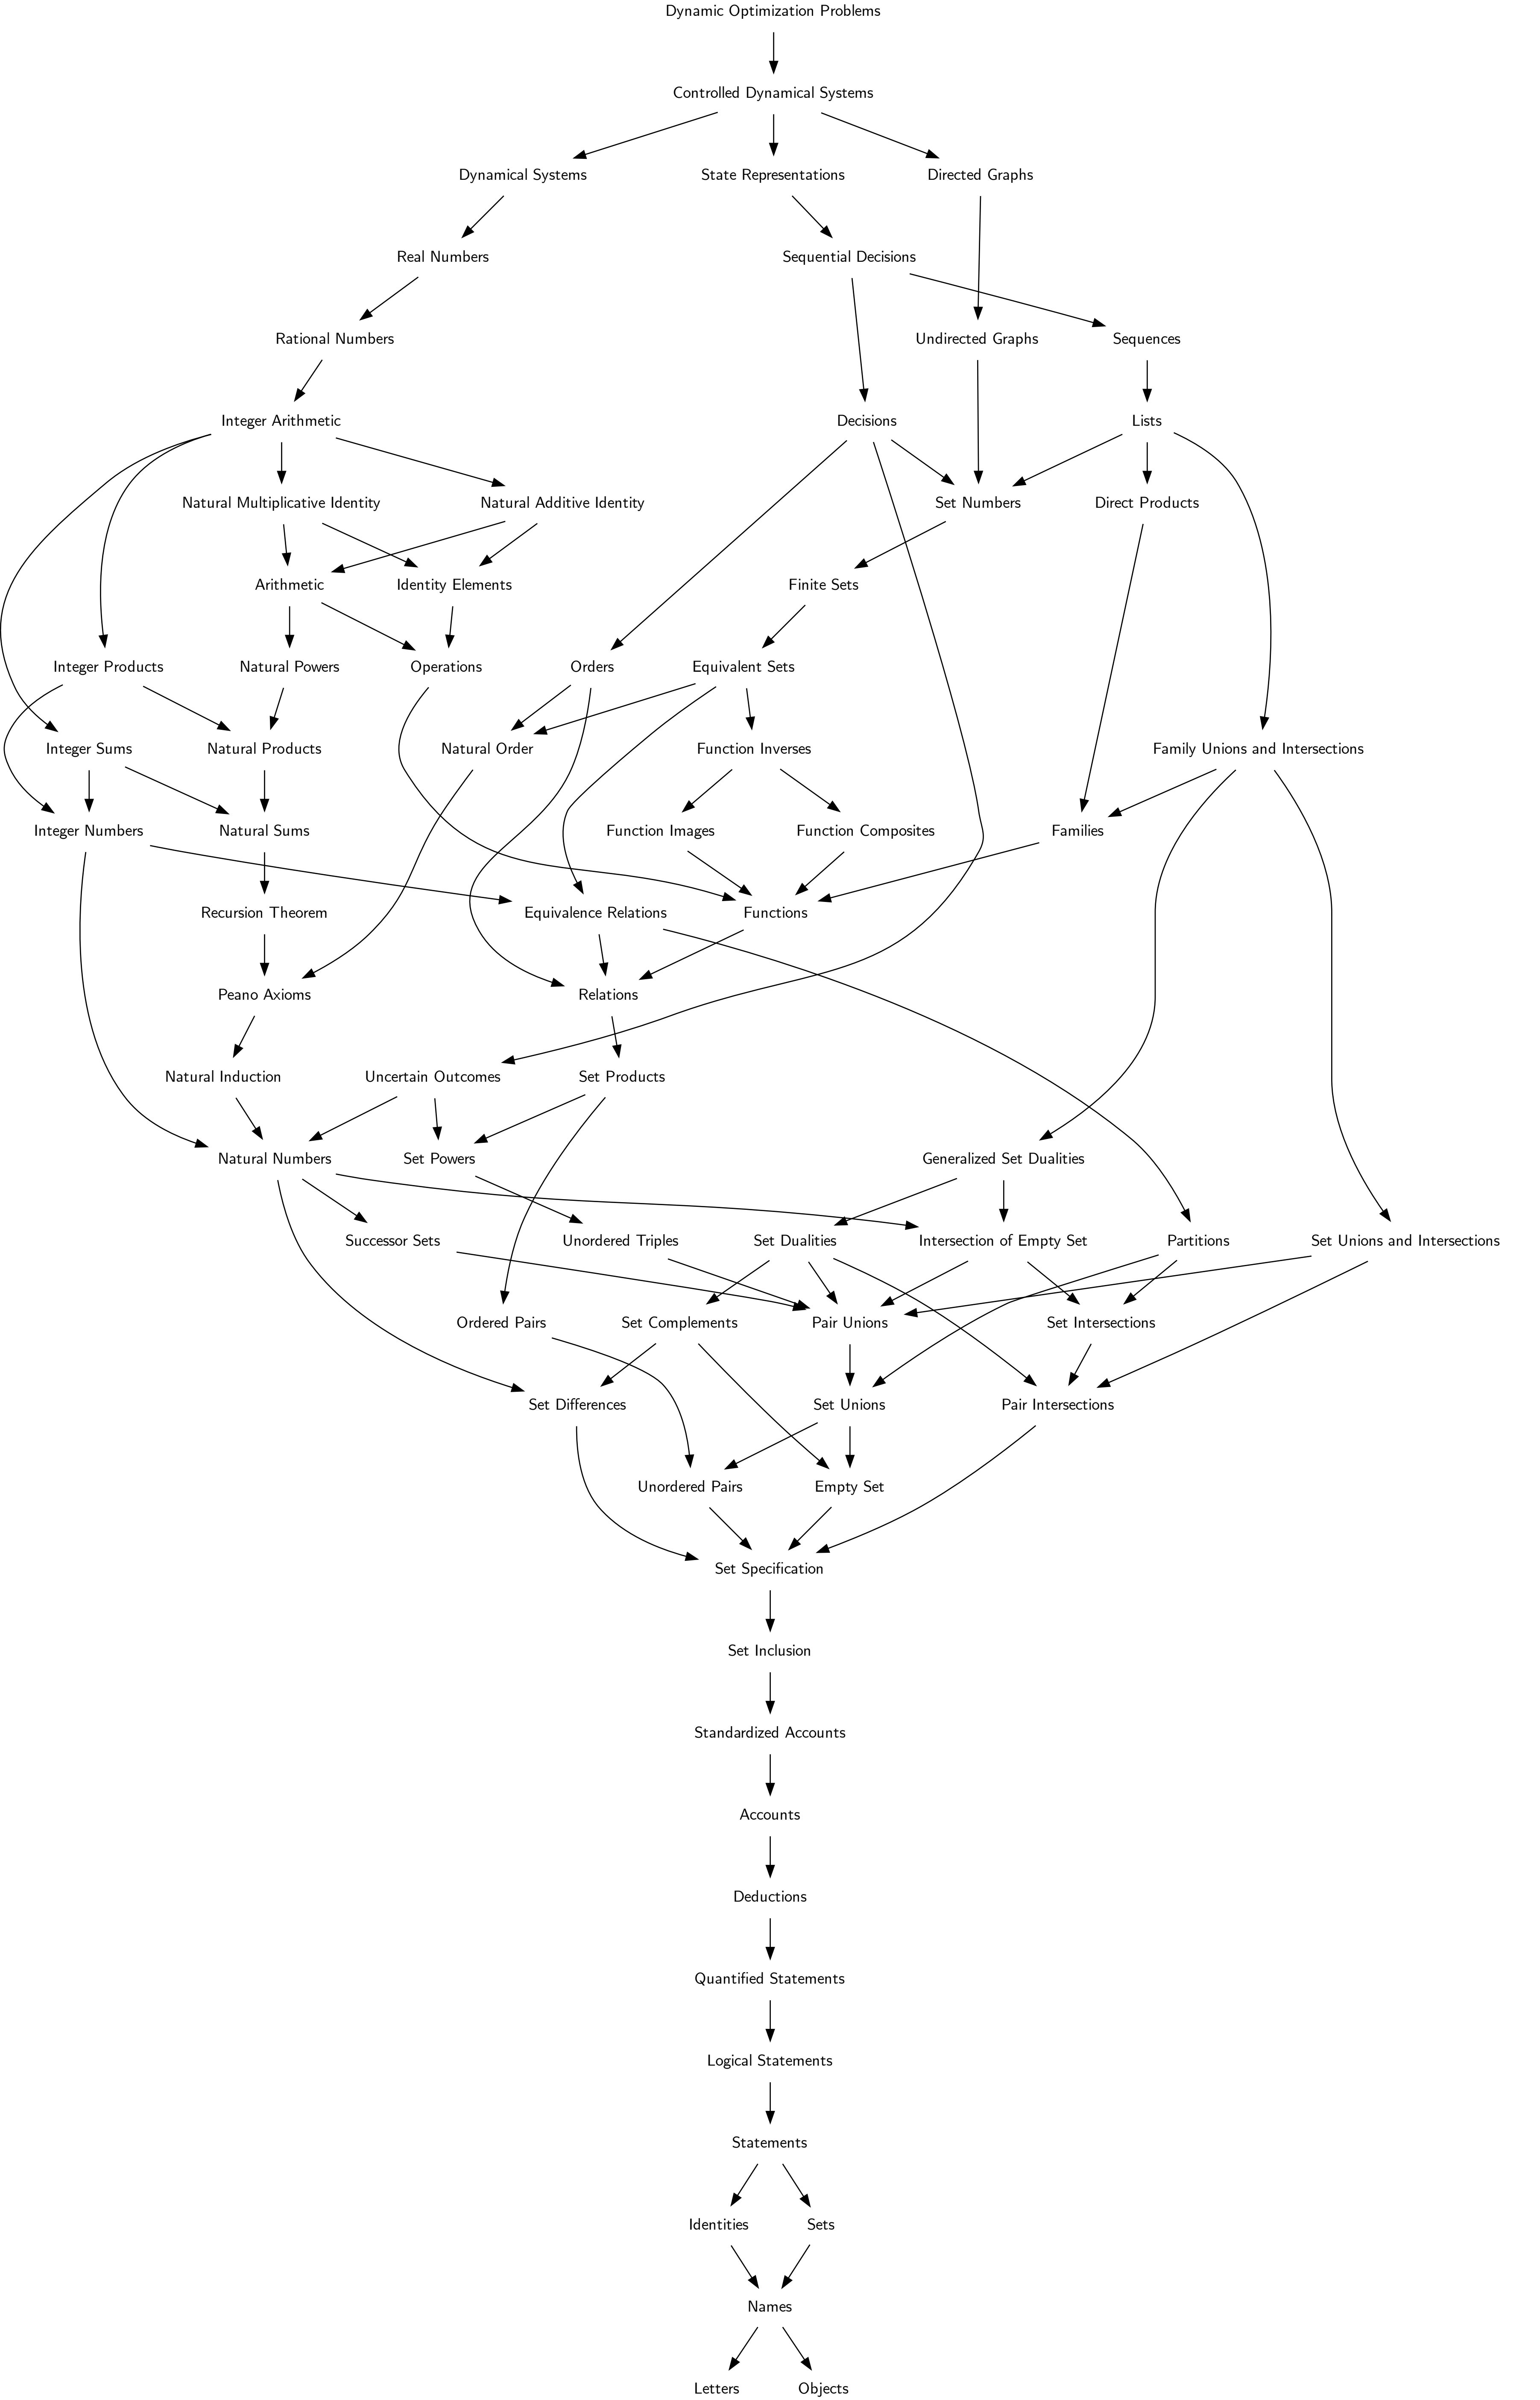 Dynamic Optimization Problems
Controlled Dynamical Systems
Dynamical Systems
State Representations
Directed Graphs
Real Numbers
Sequential Decisions
Rational Numbers
Undirected Graphs
Sequences
Integer Arithmetic
Decisions
Lists
Natural Multiplicative Identity
Natural Additive Identity
Set Numbers
Direct Products
Arithmetic
Identity Elements
Finite Sets
Integer Products
Natural Powers
Operations
Orders
Equivalent Sets
Integer Sums
Natural Products
Natural Order
Function Inverses
Family Unions and Intersections
Integer Numbers
Natural Sums
Function Images
Function Composites
Families
Recursion Theorem
Equivalence Relations
Functions
Peano Axioms
Relations
Natural Induction
Uncertain Outcomes
Set Products
Natural Numbers
Set Powers
Generalized Set Dualities
Successor Sets
Unordered Triples
Set Dualities
Intersection of Empty Set
Partitions
Set Unions and Intersections
Ordered Pairs
Set Complements
Pair Unions
Set Intersections
Set Differences
Set Unions
Pair Intersections
Unordered Pairs
Empty Set
Set Specification
Set Inclusion
Standardized Accounts
Accounts
Deductions
Quantified Statements
Logical Statements
Statements
Identities
Sets
Names
Letters
Objects